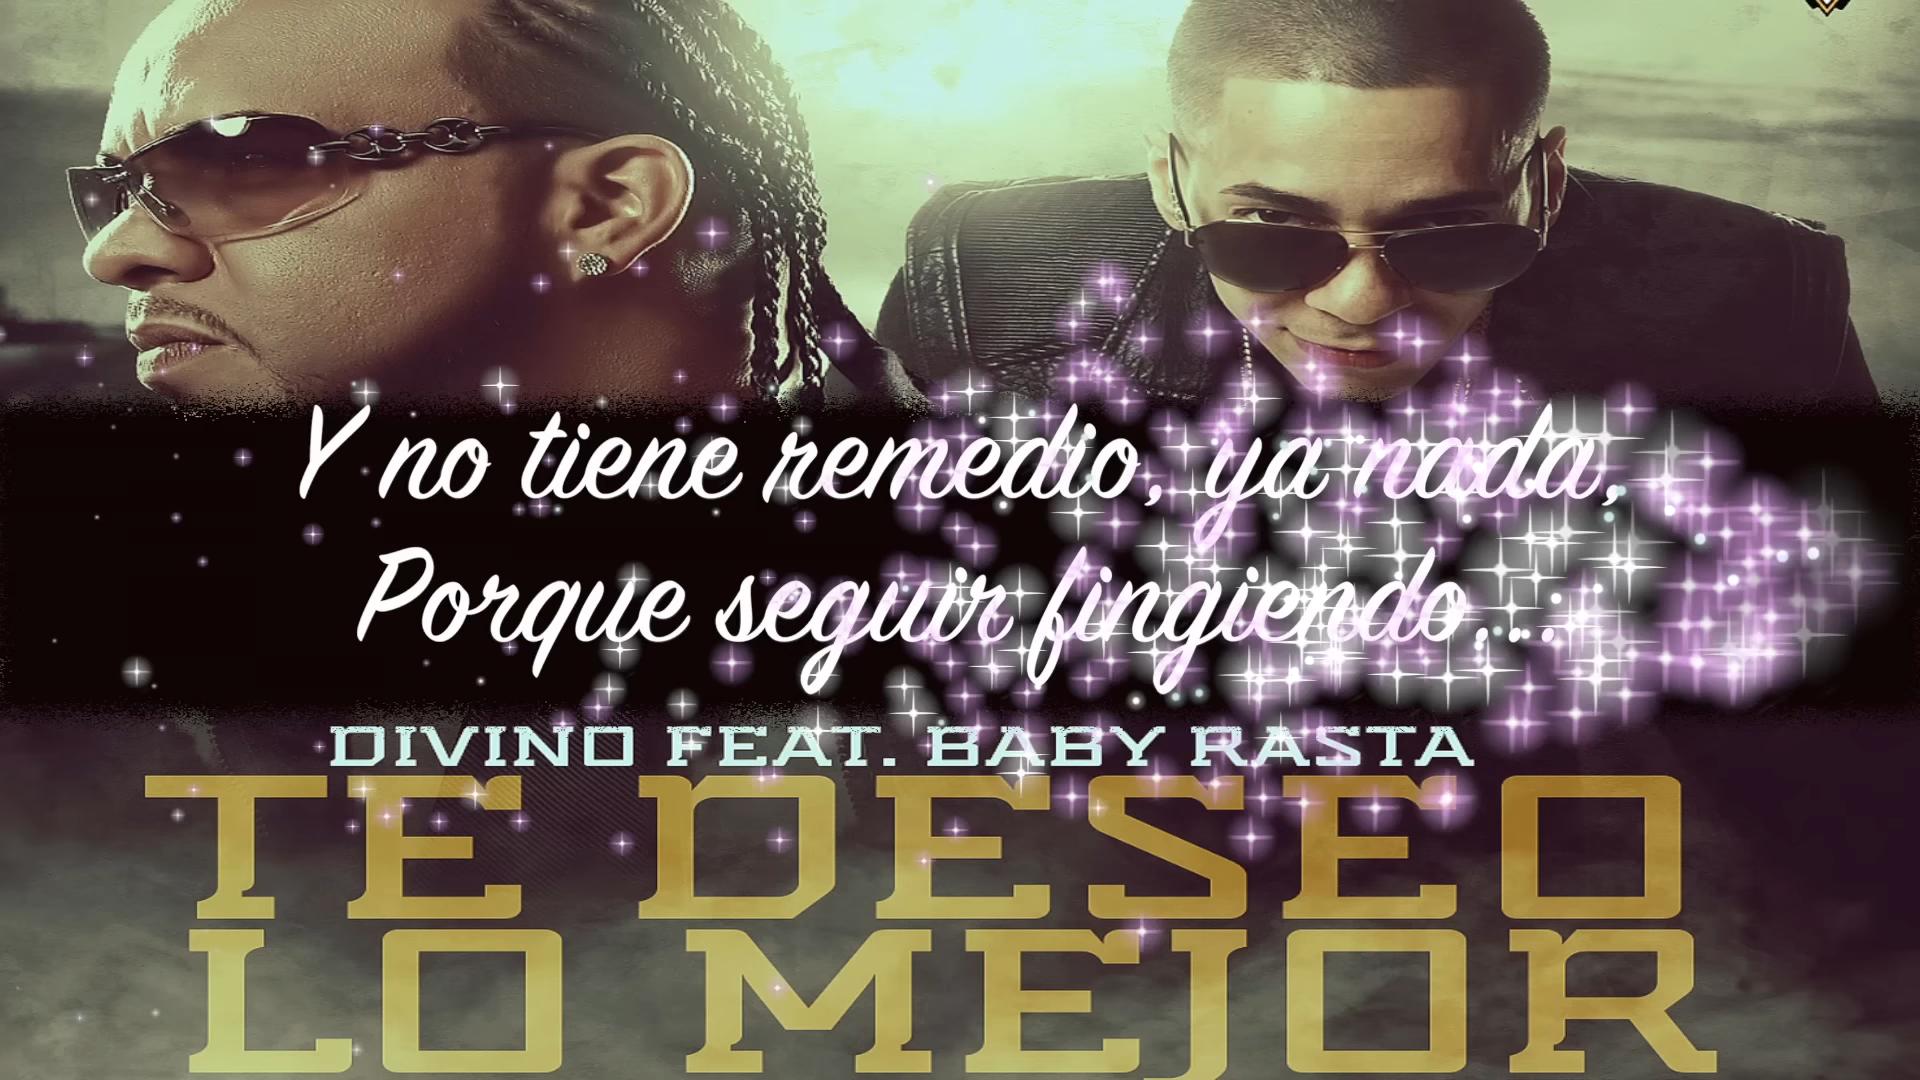 Y no tiene remedio, ya nada,
Porque seguir fingiendo...
DIVINO FEAT. BABY RASTA
TE DESEO
LO MEJOR